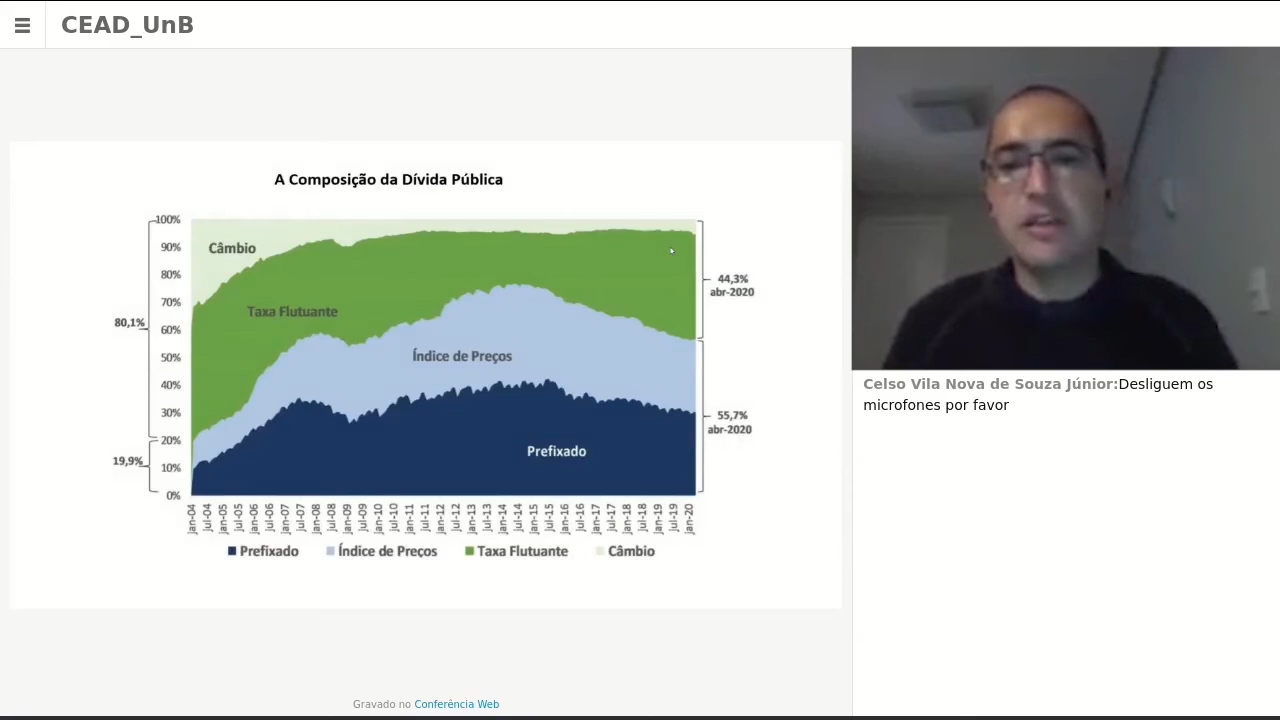 CEAD_UnB
A Composição da Dívida Pública
100%
90%
80%
70%
60%
50%
40%
30%
20%
10%
0%
80,1%
19,9%
Câmbio
Taxa Flutuante
Índice de Preços
Prefixado
44,3%
abr-2020
55,7%
abr-2020
jan-04
jul-04
jan-05
jul-05
jan-06
jul-06
jan-07
jul-07
jan-08
jul-08
jan-09
jul-09
jan-10
jul-10
jan-11
jul-11
jan-12
jul-12
jan-13
jul-13
jan-14
jul-14
jan-15
jul-15
jan-16
jul-16
jan-17
jul-17
jan-18
jul-18
jan-19
jul-19
jan-20
Prefixado Índice de Preços Taxa Flutuante Câmbio
Celso Vila Nova de Souza Júnior:Desliguem os
microfones por favor
Gravado no Conferência Web